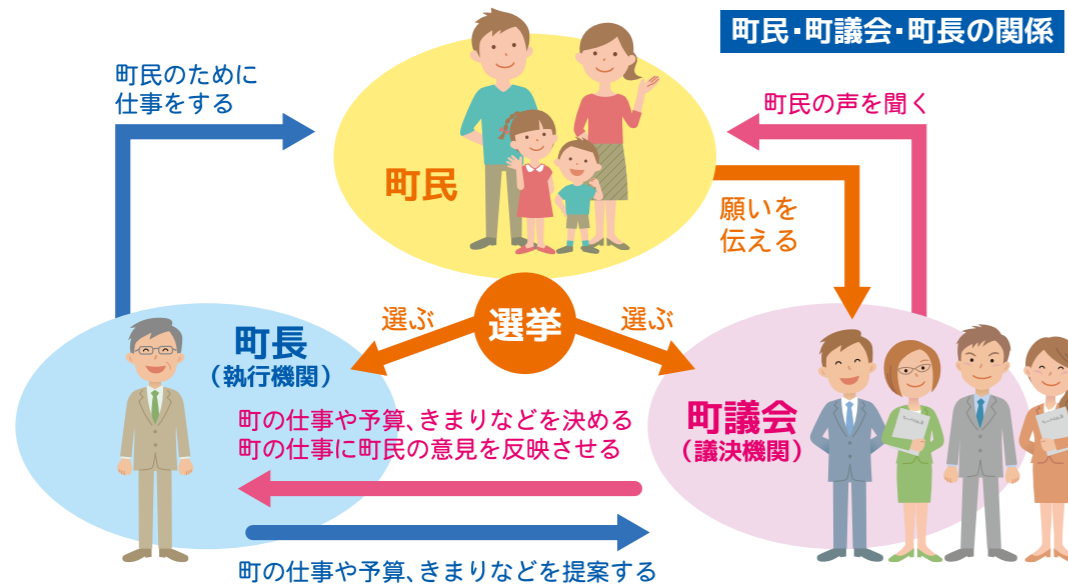 町民・町議会・町長の関係
町民のために
仕事をする
町民の声を聞く
町民
願いを
伝える
選ぶ
選挙
選ぶ
町長
(執行機関)
町議会
(議決機関)
町の仕事や予算、きまりなどを決める
町の仕事に町民の意見を反映させる
町の仕事や予算、きまりなどを提案する